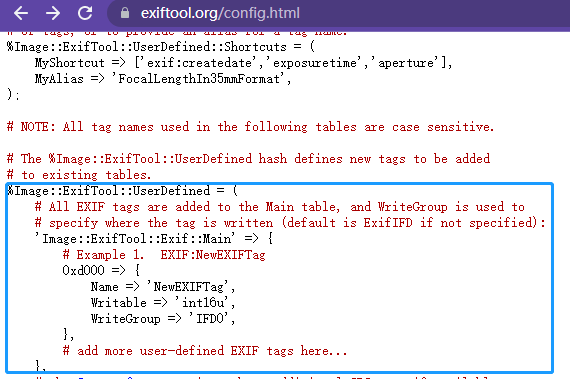 exiftool.org/config.html
# or tags, or to provide an alias for a tag name.
%Image::ExifTool::UserDefined::Shortcuts = (
MyShortcut => ['exif:createdate','exposuretime','aperture'],
MyAlias => 'FocalLengthIn35mmFormat',
);
# NOTE: All tag names used in the following tables are case sensitive.
# The %Image::ExifTool::UserDefined hash defines new tags to be added
# to existing tables.
%Image::ExifTool::UserDefined = (
# All EXIF tags are added to the Main table, and WriteGroup is used to
# specify where the tag is written (default is ExifIFD if not specified):
'Image::ExifTool::Exif::Main' => {
# Example 1.  EXIF:NewEXIFTag
0xd000 => {
Name => 'NewEXIFTag',
Writable => 'int16u',
WriteGroup => 'IFD0',
},
# add more user-defined EXIF tags here...
},